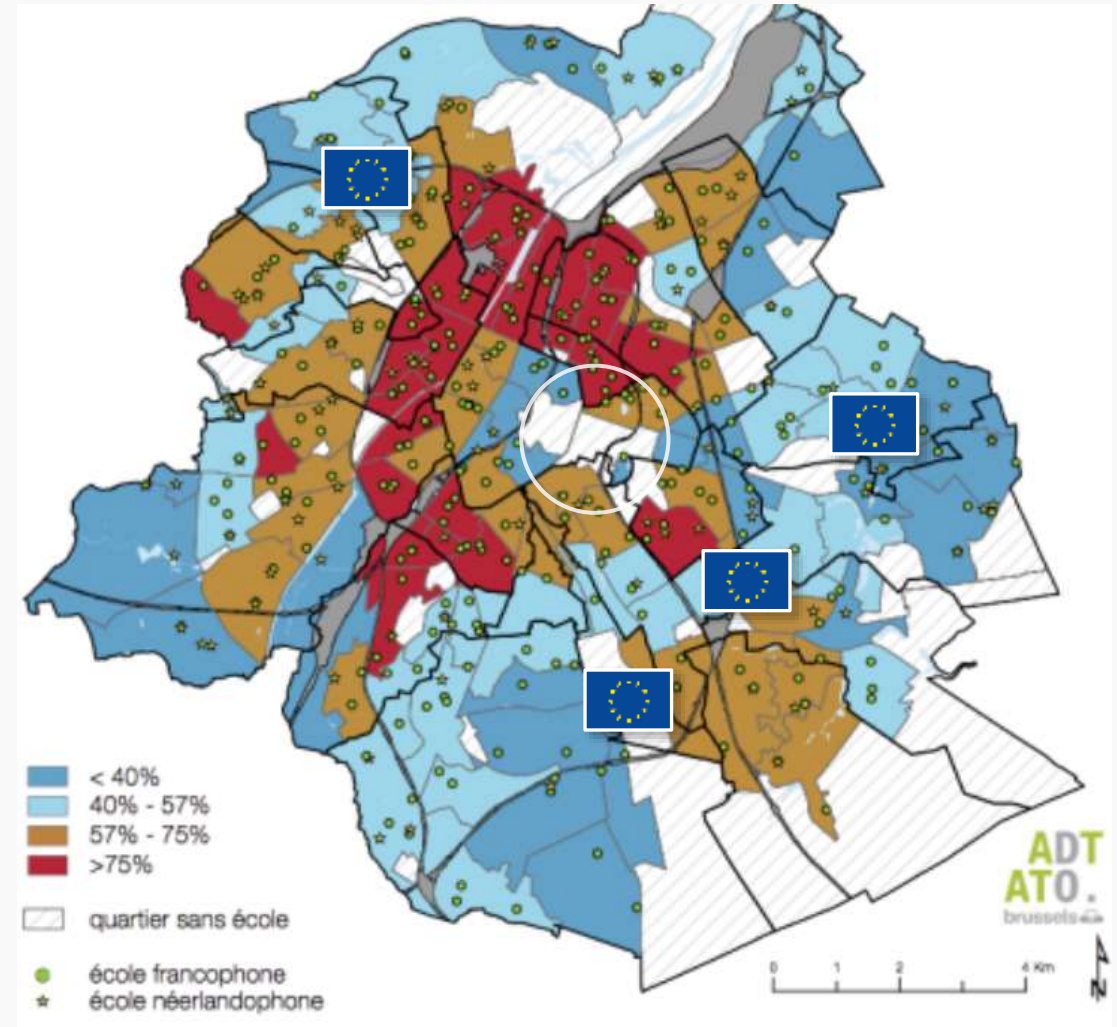 < 40%
40% - 57%
57% - 75%
>75%
quartier sans école
école francophone
école néerlandophone
ADT
ATO.
brussels
0 1 2 4 Km
N